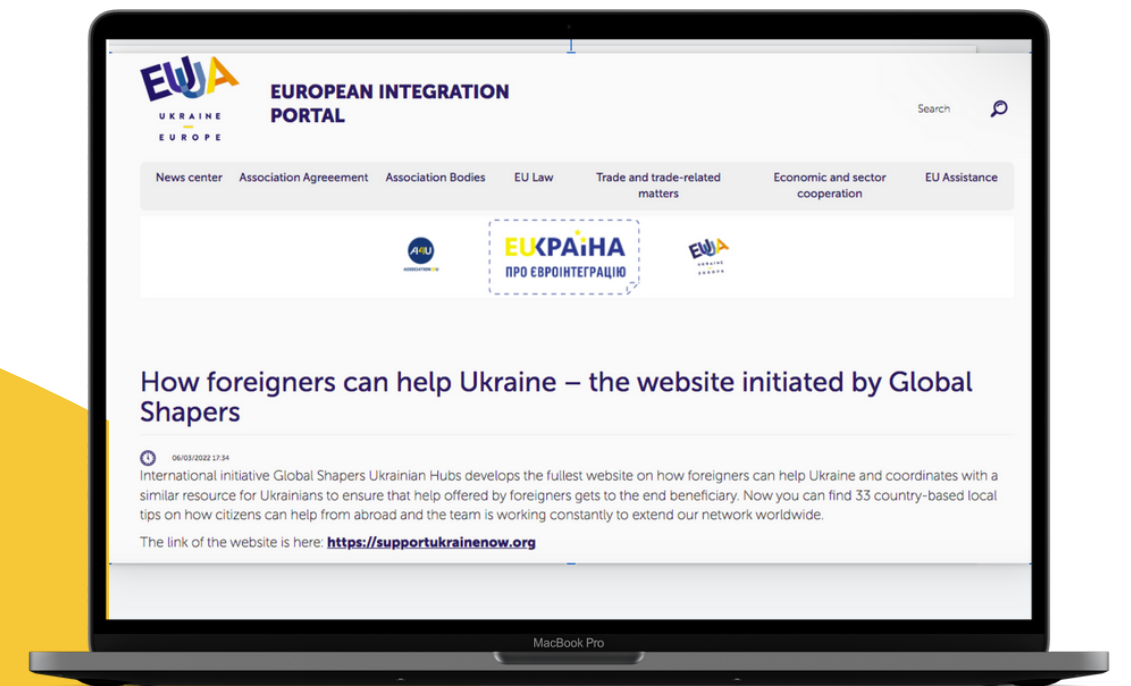 EUUA
UKRAINE
EUROPE
EUROPEAN INTEGRATION
PORTAL
Search
News center
Association Agreeement
Association Bodies
EU Law
Trade and trade-related
matters
Economic and sector
cooperation
EU Assistance
A4U
ASSOCIATION4U
EUКРАЇНА
ПРО ЄВРОІНТЕГРАЦІЮ
EUUA
UKRAINE
EUROPE
How foreigners can help Ukraine – the website initiated by Global
Shapers
06/03/2022 17:34
International initiative Global Shapers Ukrainian Hubs develops the fullest website on how foreigners can help Ukraine and coordinates with a
similar resource for Ukrainians to ensure that help offered by foreigners gets to the end beneficiary. Now you can find 33 country-based local
tips on how citizens can help from abroad and the team is working constantly to extend our network worldwide.
The link of the website is here: https://supportukrainenow.org
MacBook Pro